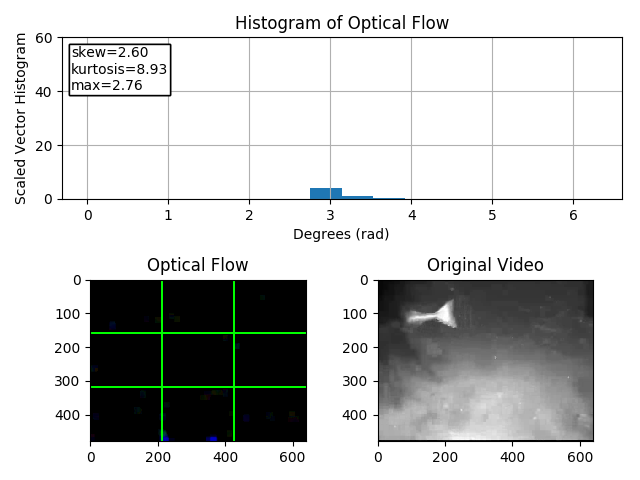 Histogram of Optical Flow
Scaled Vector Histogram
60
40
20
0
skew=2.60
kurtosis=8.93
max=2.76
0 1 2 3 4 5 6
Degrees (rad)
Optical Flow
0
100
200
300
400
0 200 400 600
Original Video
0
100
200
300
400
0 200 400 600